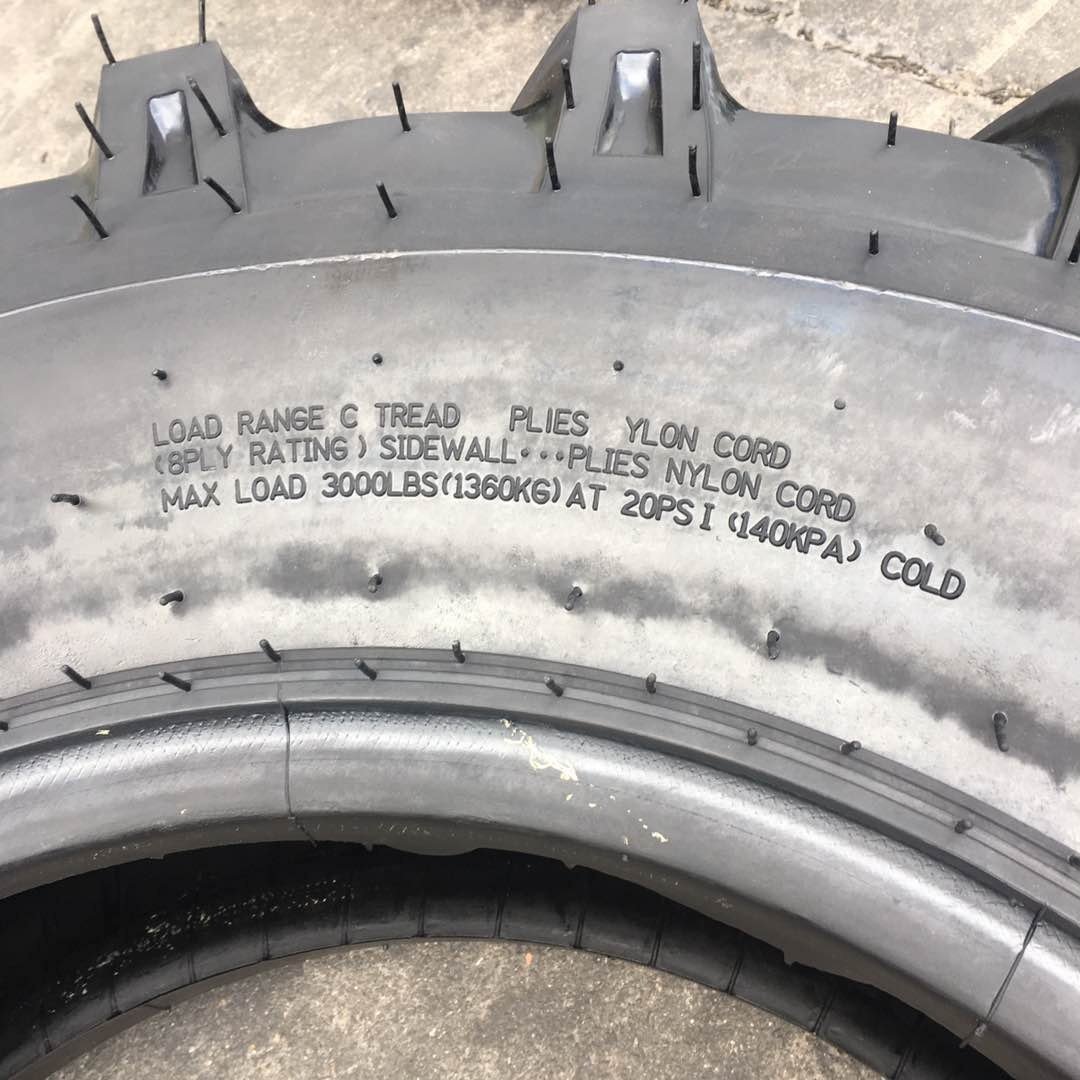 LOAD RANGE C TREAD PLIES YLON CORD
(8PLY RATING) SIDEWALL···PLIES NYLON CORD
MAX LOAD 3000LBS(1360KG) AT 20PSI (140KPA) COLD